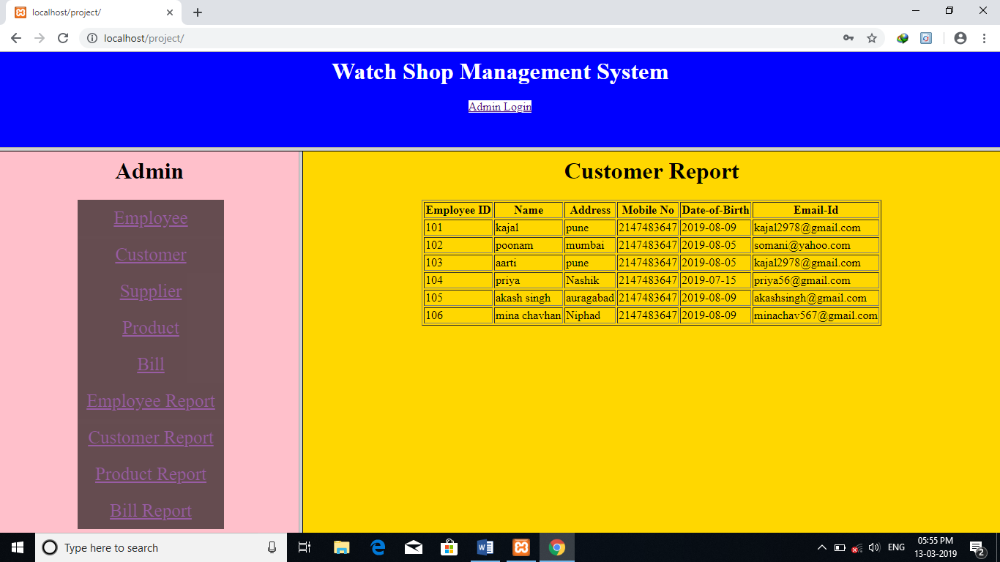 localhost/project/
localhost/project/
Watch Shop Management System
Admin Login
Admin
Employee
Customer
Supplier
Product
Bill
Employee Report
Customer Report
Product Report
Bill Report
Customer Report
Employee ID Name Address Mobile No Date-of-Birth Email-Id
101 kajal pune 2147483647 2019-08-09 kajal2978@gmail.com
102 poonam mumbai 2147483647 2019-08-05 somani@yahoo.com
103 aarti pune 2147483647 2019-08-05 kajal2978@gmail.com
104 priya Nashik 2147483647 2019-07-15 priya56@gmail.com
105 akash singh auragabad 2147483647 2019-08-09 akashsingh@gmail.com
106 mina chavhan Niphad 2147483647 2019-08-09 minachav567@gmail.com
Type here to search
ENG
05:55 PM
13-03-2019
2